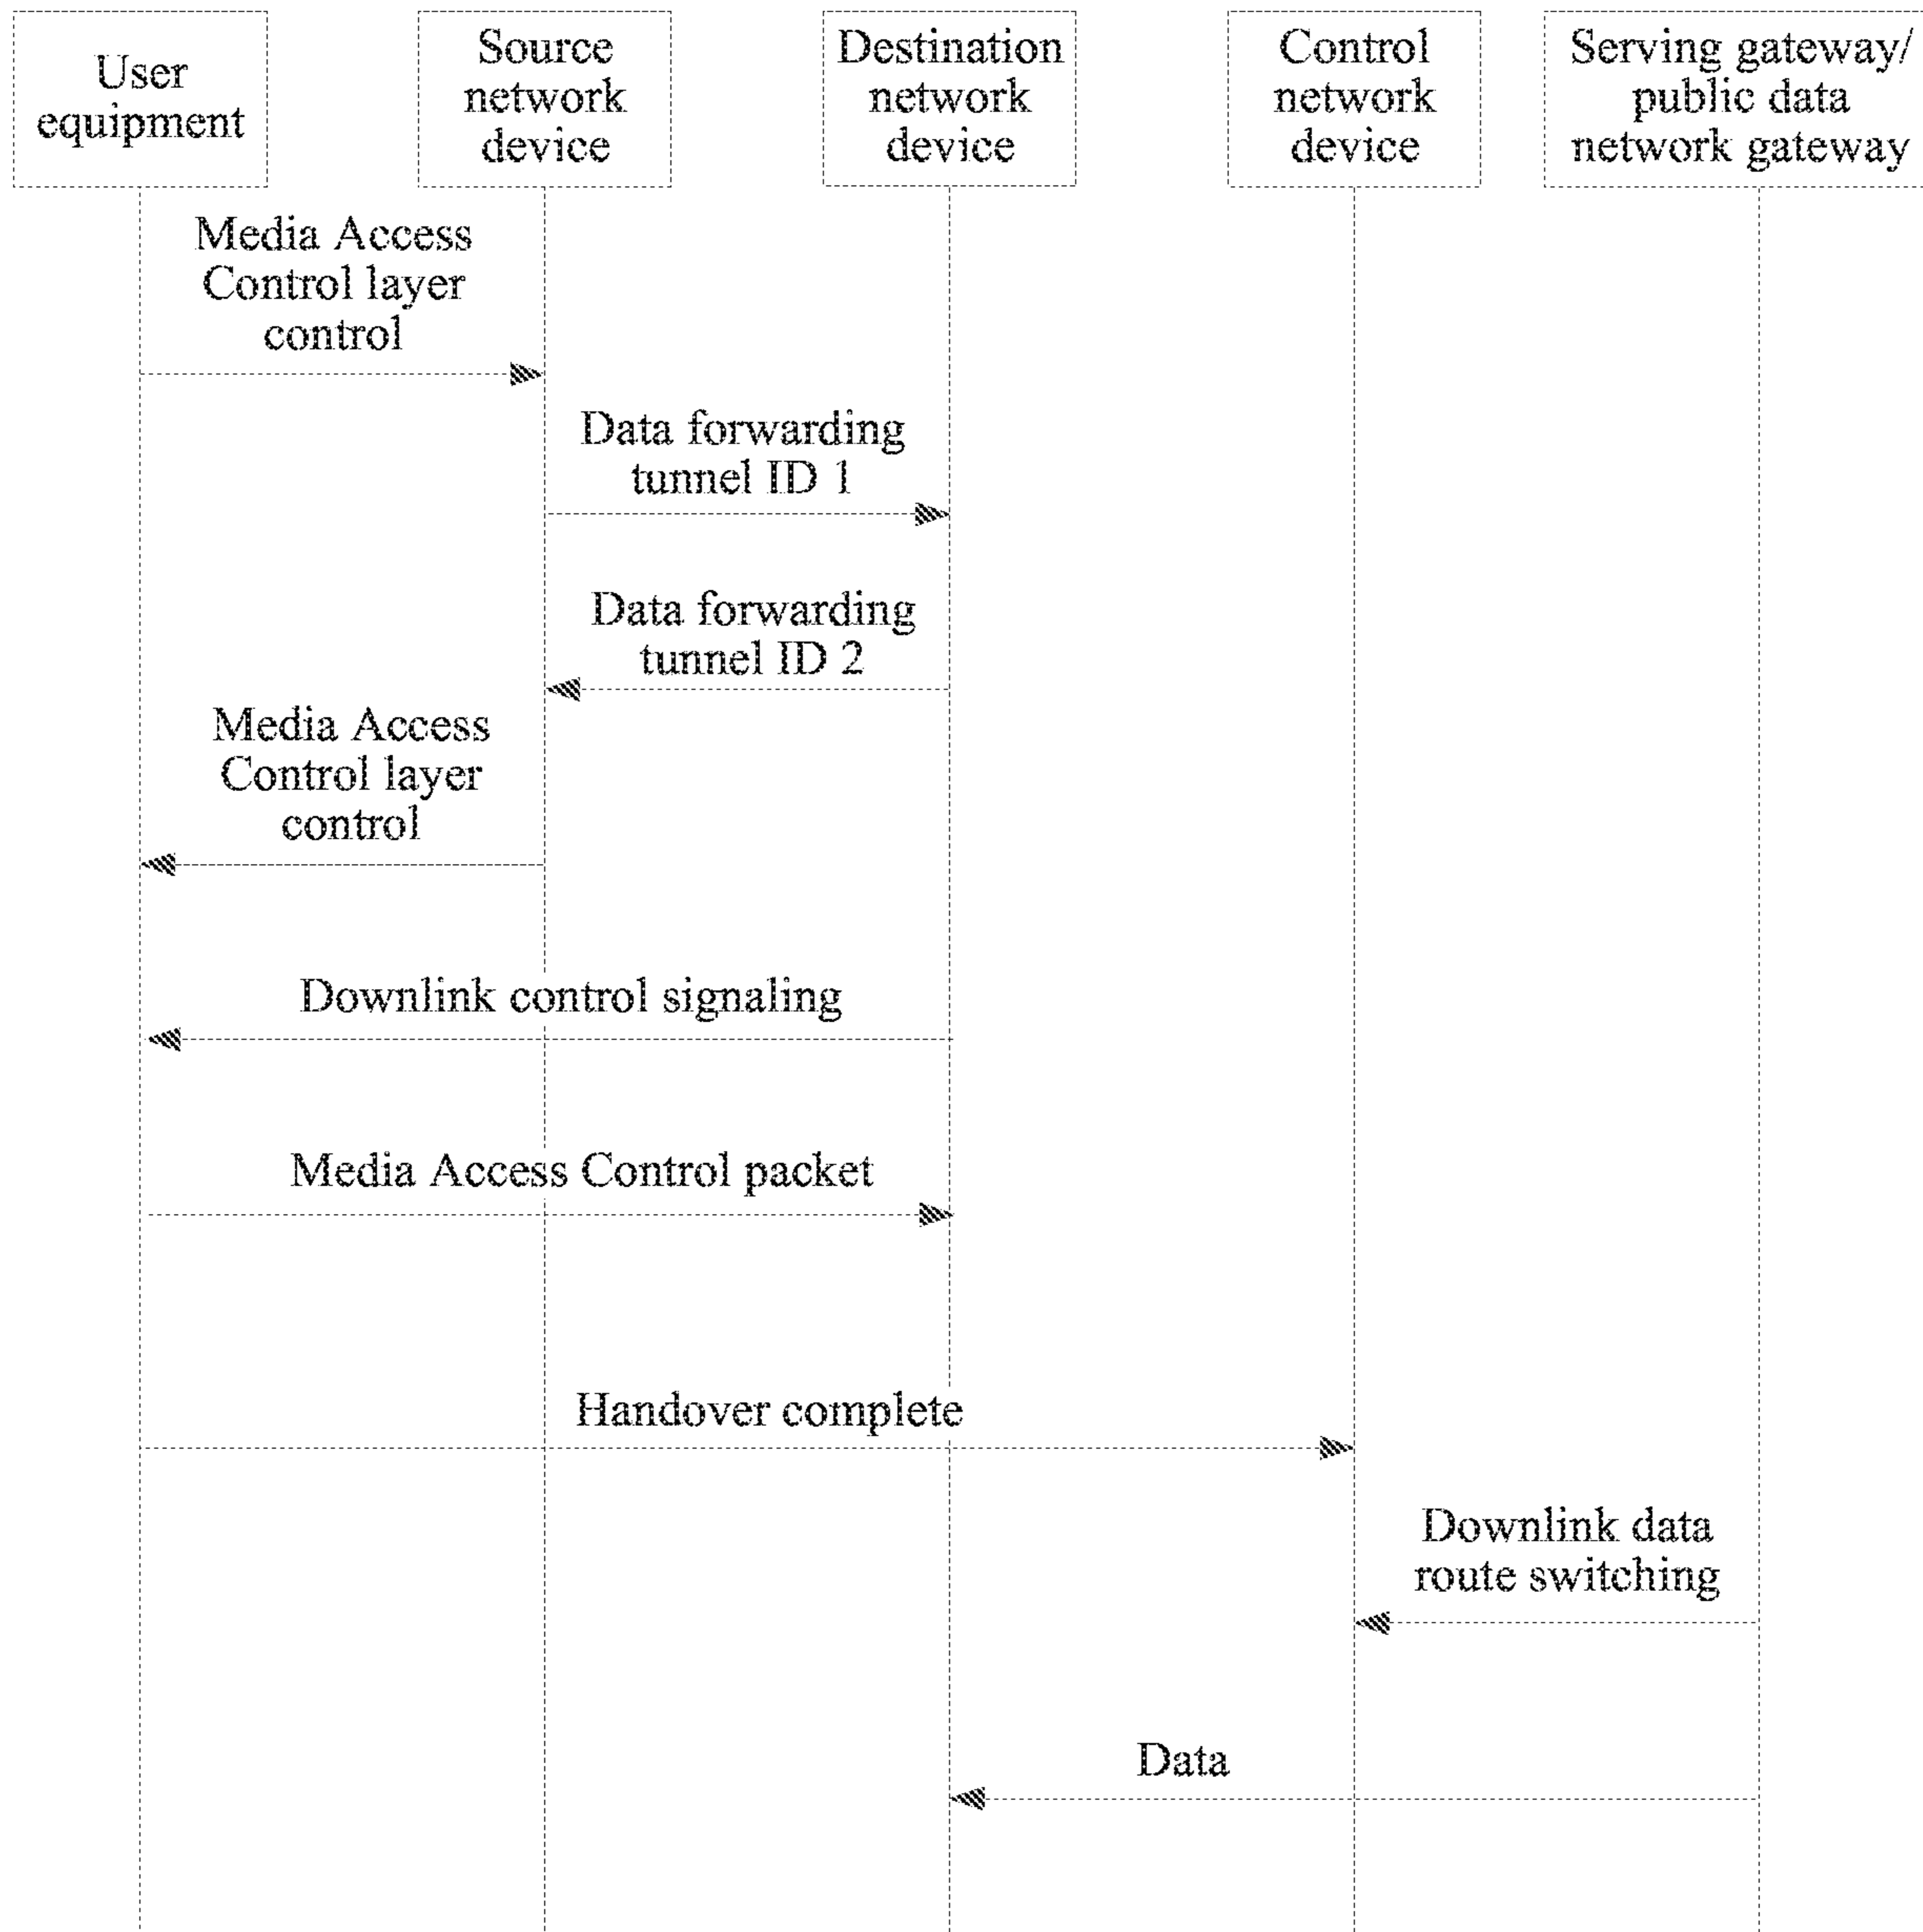 User
equipment
Source
network
device
Destination
network
device
Control
network
device
Serving gateway/
public data
network gateway
Media Access
Control layer
control
Data forwarding
tunnel ID 1
Data forwarding
tunnel ID 2
Media Access
Control layer
control
Downlink control signaling
Media Access Control packet
Handover complete
Downlink data
route switching
Data